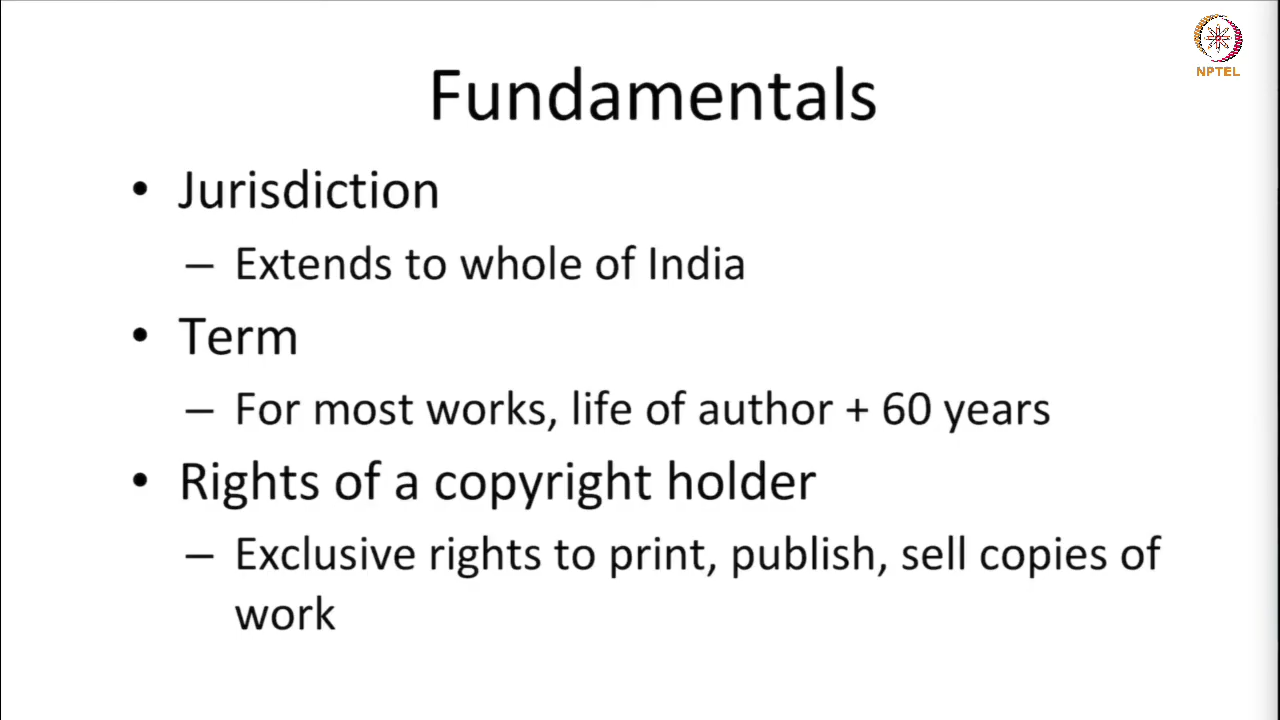 NPTEL
Fundamentals
• Jurisdiction
– Extends to whole of India
• Term
– For most works, life of author + 60 years
• Rights of a copyright holder
– Exclusive rights to print, publish, sell copies of
work